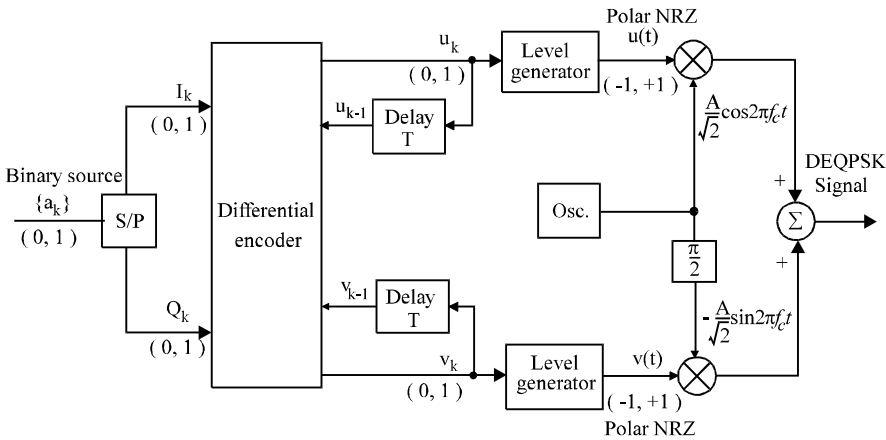 Polar NRZ
u(t)
u_k
Level
generator
( 0, 1 )
( -1, +1 )
I_k
( 0, 1 )
u_{k-1}
Delay
T
A/√2 cos2πf_c t
DEQPSK
Signal
Binary source
{a_k}
( 0, 1 )
S/P
Differential
encoder
Osc.
+
Σ
+
π/2
v_{k-1}
Delay
T
Q_k
( 0, 1 )
- A/√2 sin2πf_c t
v_k
( 0, 1 )
Level
generator
v(t)
( -1, +1 )
Polar NRZ